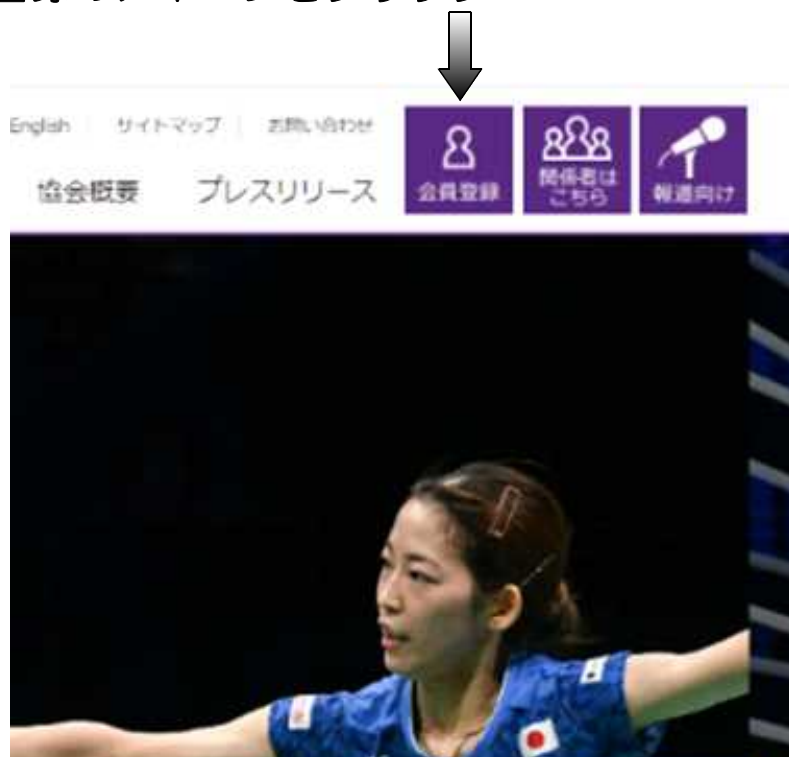 English サイトマップ お問い合わせ
協会概要 プレスリリース
会員登録
関係者は
こちら
報道向け